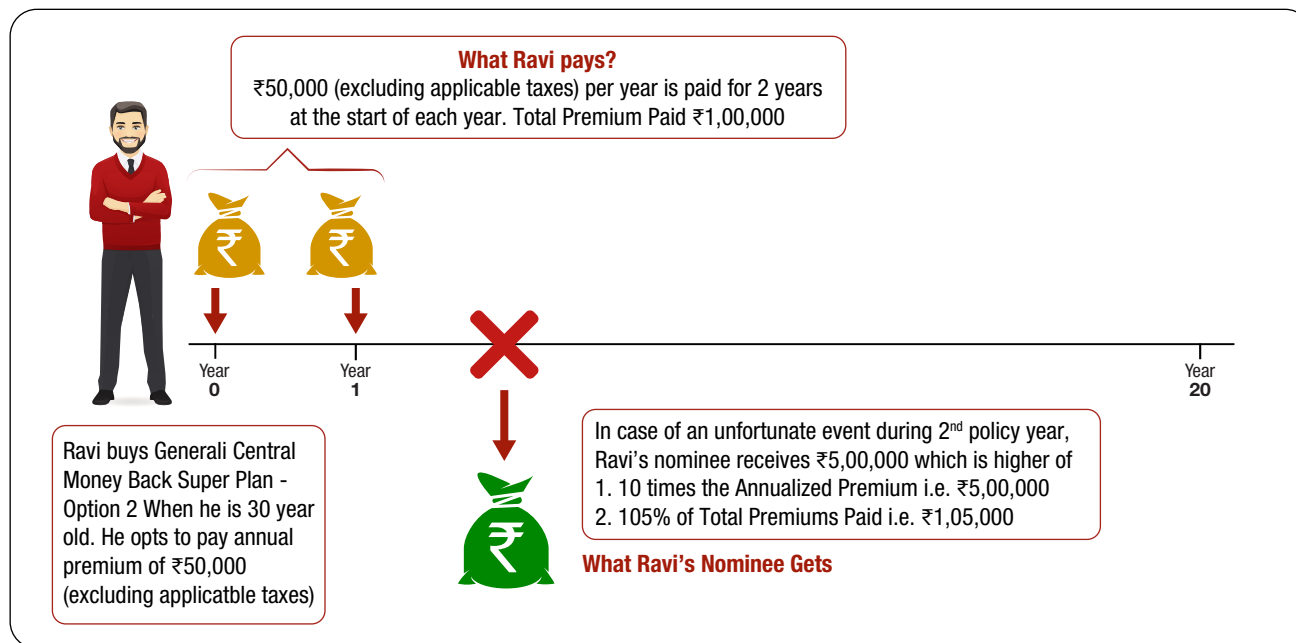 What Ravi pays?
₹50,000 (excluding applicable taxes) per year is paid for 2 years
at the start of each year. Total Premium Paid ₹1,00,000
₹
₹
Year
0
Year
1
Year
20
Ravi buys Generali Central
Money Back Super Plan -
Option 2 When he is 30 year
old. He opts to pay annual
premium of ₹50,000
(excluding applicatble taxes)
₹
In case of an unfortunate event during 2nd policy year,
Ravi’s nominee receives ₹5,00,000 which is higher of
1. 10 times the Annualized Premium i.e. ₹5,00,000
2. 105% of Total Premiums Paid i.e. ₹1,05,000
What Ravi’s Nominee Gets